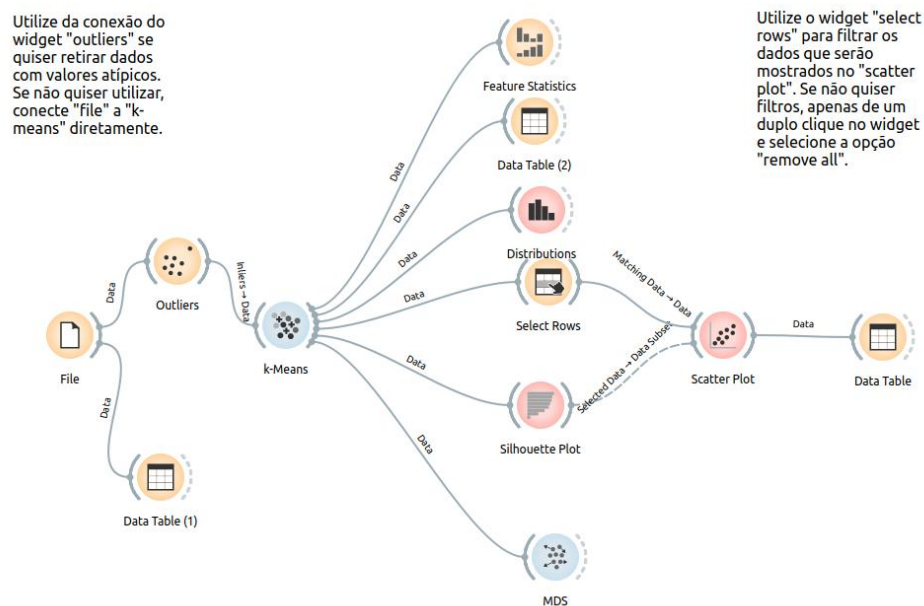 Utilize da conexão do
widget "outliers" se
quiser retirar dados
com valores atípicos.
Se não quiser utilizar,
conecte "file" a "k-
means" diretamente.
Utilize o widget "select
rows" para filtrar os
dados que serão
mostrados no "scatter
plot". Se não quiser
filtros, apenas de um
duplo clique no widget
e selecione a opção
"remove all".
Feature Statistics
Data
Data Table (2)
Data
Distributions
Data
Outliers
Data
Inliers → Data
Select Rows
Data
Matching Data → Data
File
k-Means
Scatter Plot
Data
Data Table
Data
Silhouette Plot
Selected Data → Data Subset
Data
Data Table (1)
Data
MDS